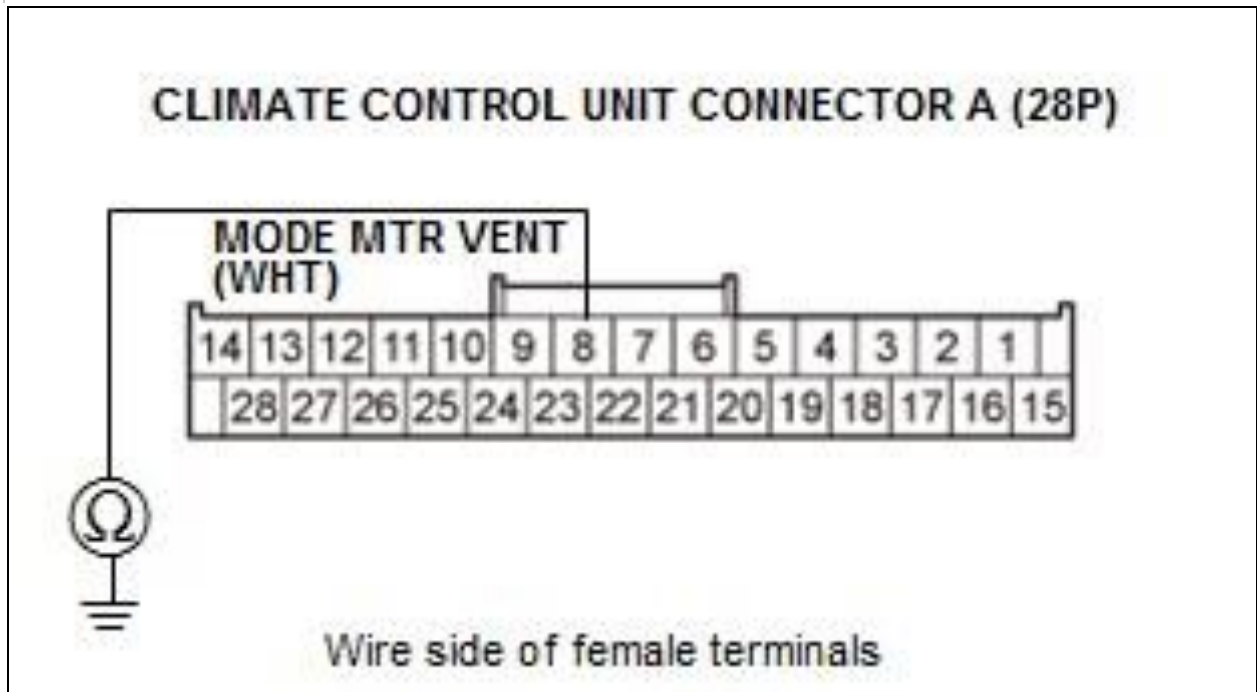 CLIMATE CONTROL UNIT CONNECTOR A (28P)
MODE MTR VENT
(WHT)
14 13 12 11 10 9 8 7 6 5 4 3 2 1
28 27 26 25 24 23 22 21 20 19 18 17 16 15
Ω
Wire side of female terminals